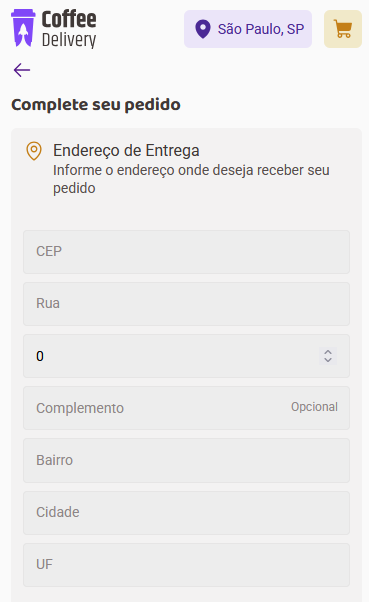 Coffee
Delivery
São Paulo, SP
Complete seu pedido
Endereço de Entrega
Informe o endereço onde deseja receber seu
pedido
CEP
Rua
0
Complemento
Opcional
Bairro
Cidade
UF